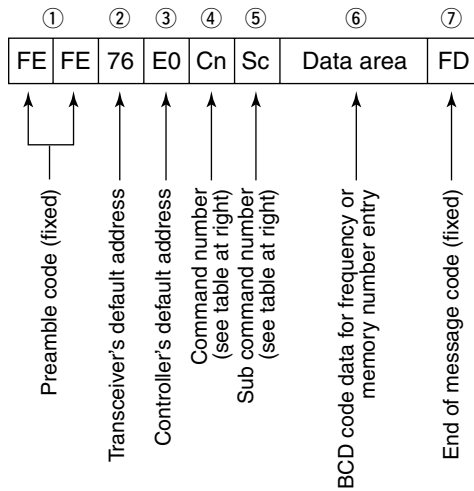 ① ② ③ ④ ⑤ ⑥ ⑦
FE FE 76 E0 Cn Sc Data area FD
Preamble code (fixed)
Transceiver's default address
Controller's default address
Command number
(see table at right)
Sub command number
(see table at right)
BCD code data for frequency or
memory number entry
End of message code (fixed)